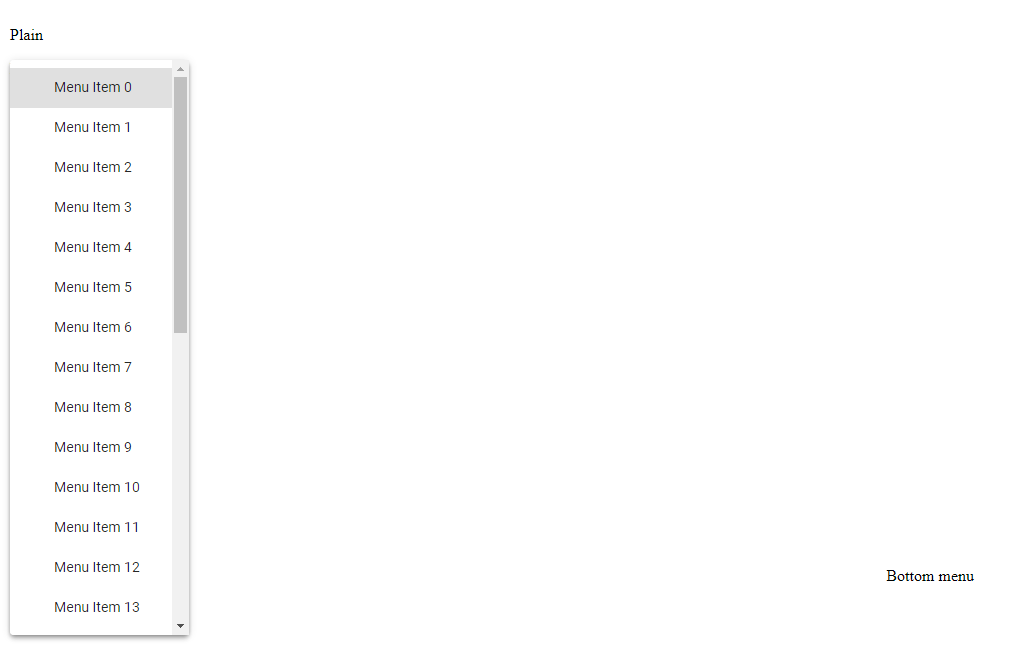 Plain
Menu Item 0
Menu Item 1
Menu Item 2
Menu Item 3
Menu Item 4
Menu Item 5
Menu Item 6
Menu Item 7
Menu Item 8
Menu Item 9
Menu Item 10
Menu Item 11
Menu Item 12
Menu Item 13
Bottom menu